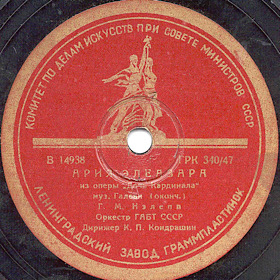 КОМИТЕТ ПО ДЕЛАМ ИСКУССТВ ПРИ СОВЕТЕ МИНИСТРОВ СССР
В 14938
ГРК 340/47
АРИЯ ЭЛЕАЗАРА
из оперы "Дочь Кардинала"
муз. Галеви (оконч.)
Г. М. Нэлепп
Оркестр ГАБТ СССР
Дирижер К. П. Кондрашин
ЛЕНИНГРАДСКИЙ ЗАВОД ГРАММПЛАСТИНОК